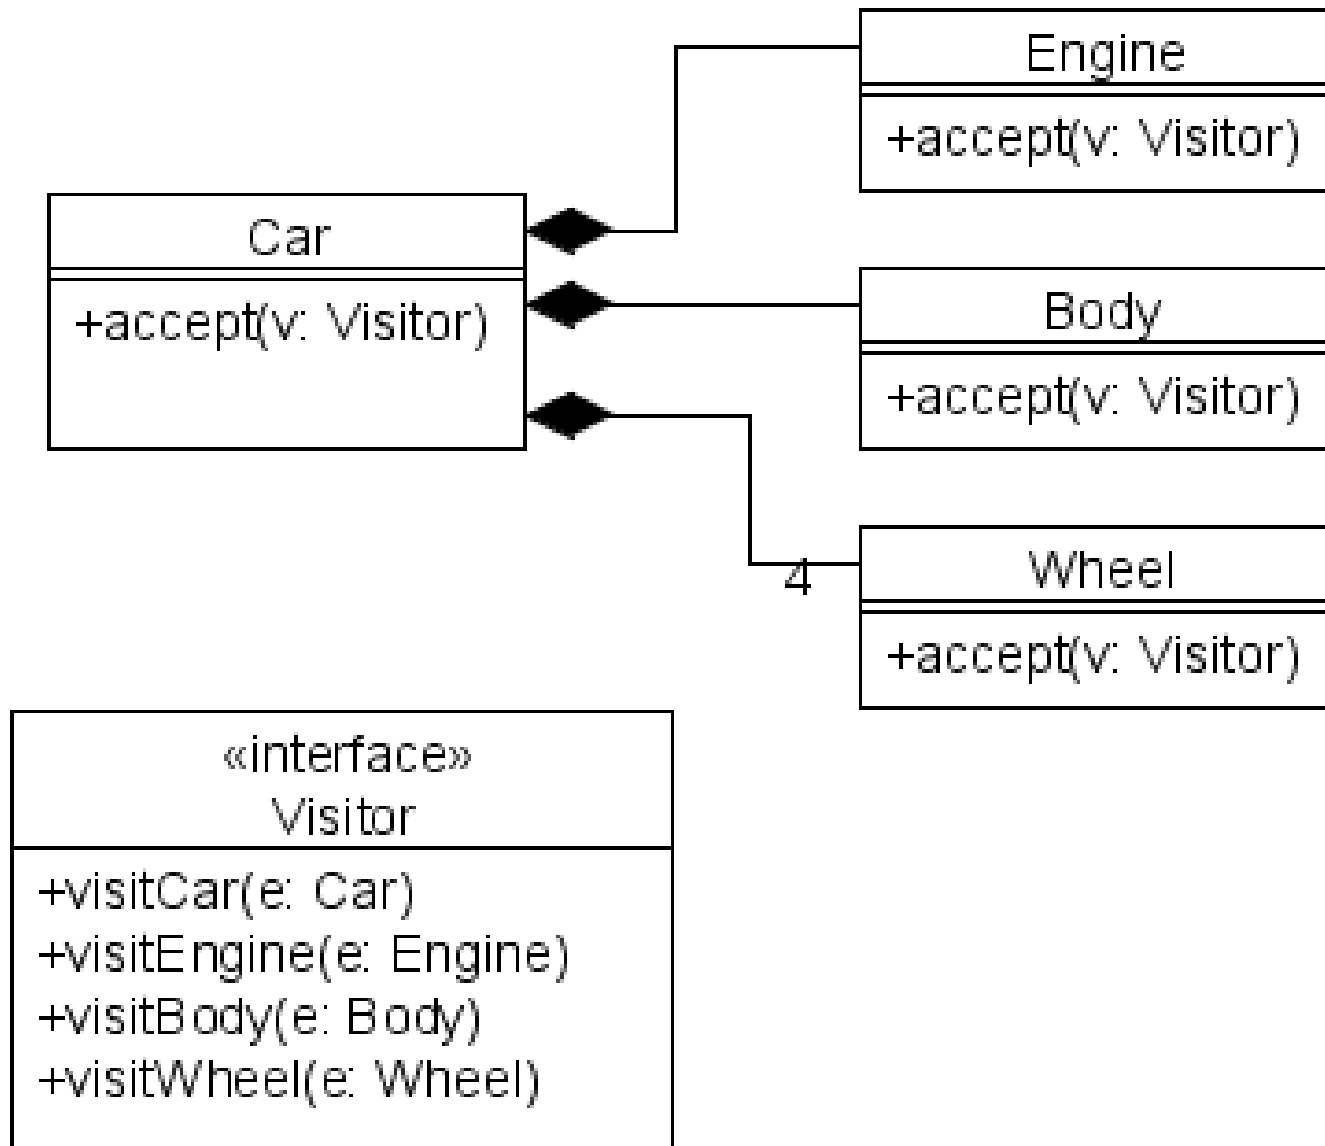 Engine
+accept(v: Visitor)
Car
+accept(v: Visitor)
Body
+accept(v: Visitor)
4
Wheel
+accept(v: Visitor)
«interface»
Visitor
+visitCar(e: Car)
+visitEngine(e: Engine)
+visitBody(e: Body)
+visitWheel(e: Wheel)